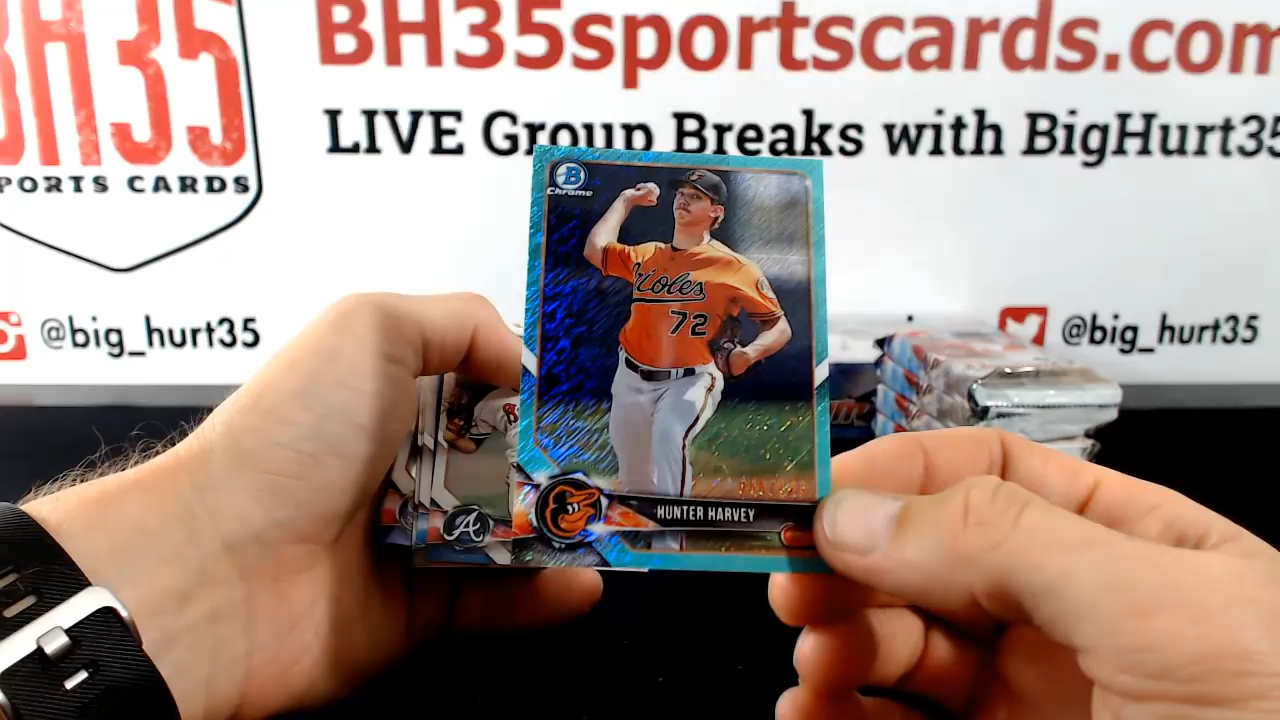 BH35
PORTS CARDS
BH35sportscards.com
LIVE Group Breaks with BigHurt35
@big_hurt35
@big_hurt35
B
Chrome
Orioles
72
HUNTER HARVEY
A